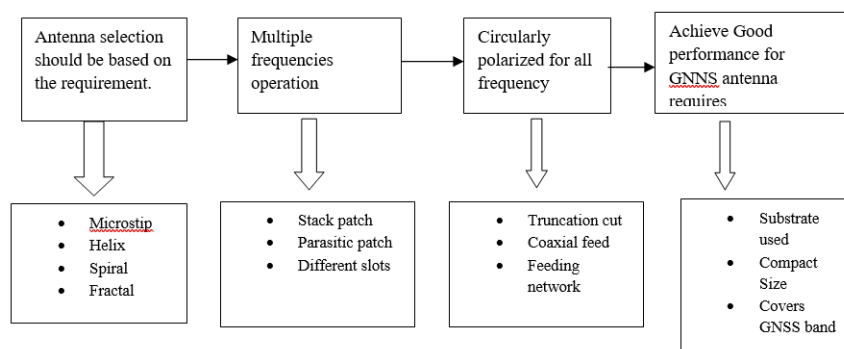 Antenna selection
should be based on
the requirement.
Multiple
frequencies
operation
Circularly
polarized for all
frequency
Achieve Good
performance for
GNNS antenna
requires
• Microstip
• Helix
• Spiral
• Fractal
• Stack patch
• Parasitic patch
• Different slots
• Truncation cut
• Coaxial feed
• Feeding
network
• Substrate
used
• Compact
Size
• Covers
GNSS band